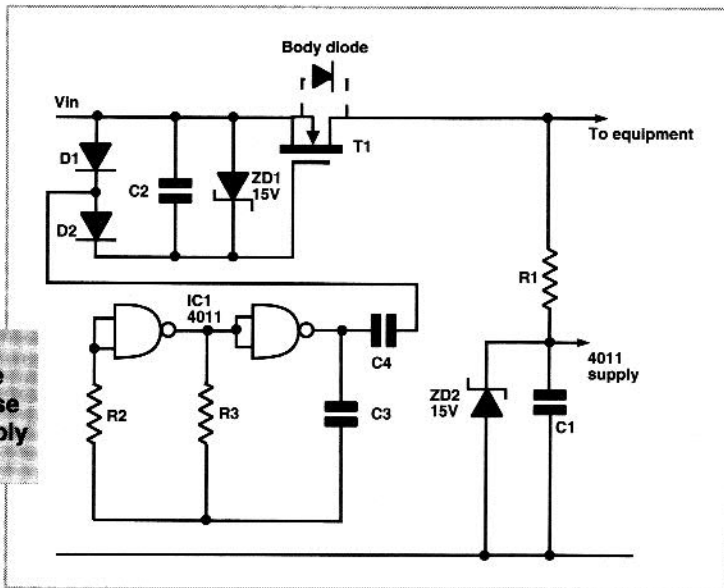 Body diode
Vin
To equipment
T1
D1
C2
ZD1
15V
D2
R1
IC1
4011
C4
4011
supply
ZD2
15V
C1
R2
R3
C3